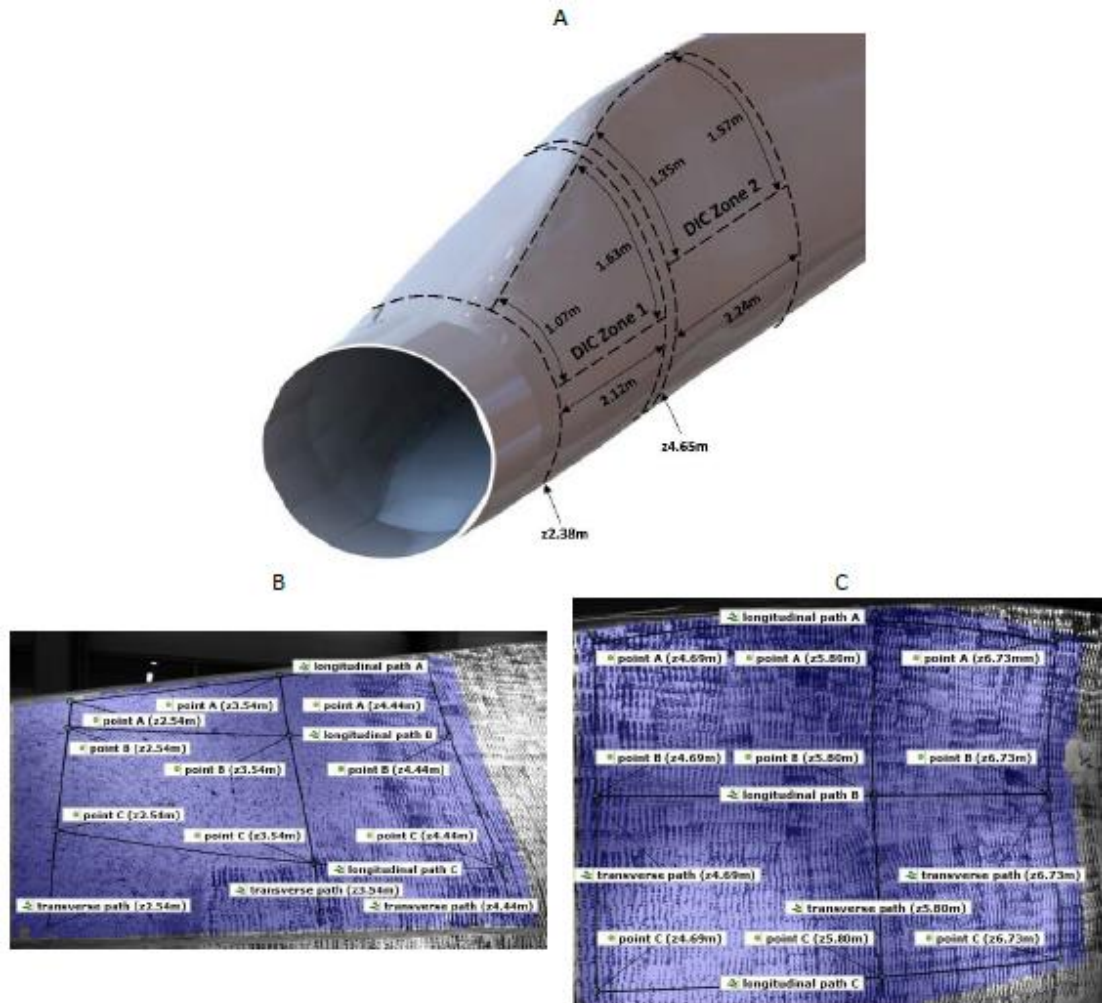 A
1.57m
1.35m
DIC Zone 2
1.63m
2.24m
1.07m
DIC Zone 1
2.12m
z4.65m
z2.38m
B
C
longitudinal path A
point A (z3.54m)
point A (z4.44m)
point A (z2.54m)
longitudinal path B
point B (z2.54m)
point B (z3.54m)
point B (z4.44m)
point C (z2.54m)
point C (z3.54m)
point C (z4.44m)
longitudinal path C
transverse path (z3.54m)
transverse path (z2.54m)
transverse path (z4.44m)
longitudinal path A
point A (z4.69m)
point A (z5.80m)
point A (z6.73mm)
point B (z4.69m)
point B (z5.80m)
point B (z6.73m)
longitudinal path B
transverse path (z4.69m)
transverse path (z6.73m)
transverse path (z5.80m)
point C (z4.69m)
point C (z5.80m)
point C (z6.73m)
longitudinal path C